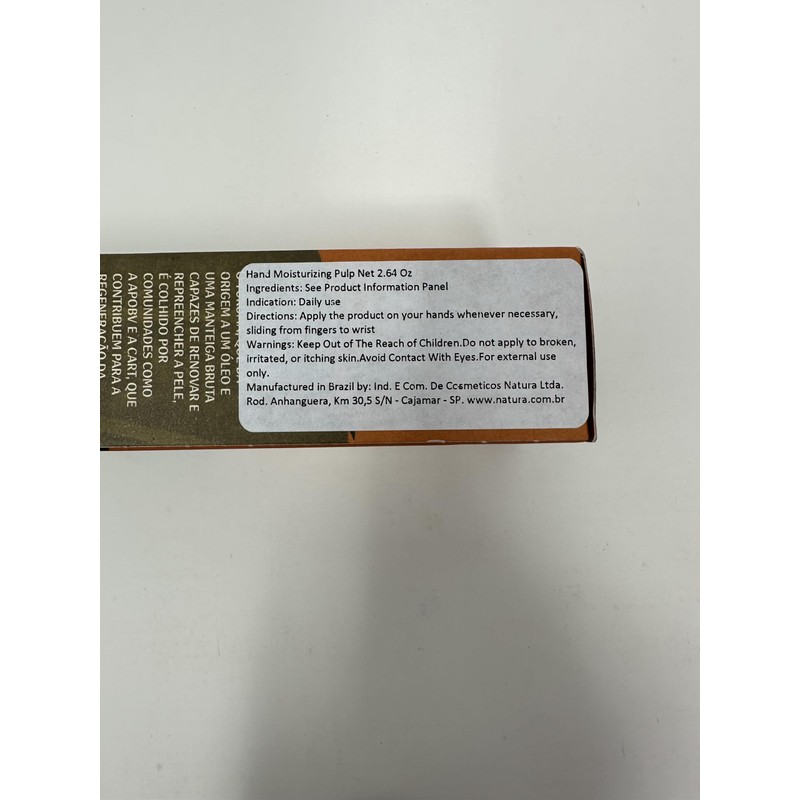 Hand Moisturizing Pulp Net 2.64 Oz
Ingredients: See Product Information Panel
Indication: Daily use
Directions: Apply the product on your hands whenever necessary,
sliding from fingers to wrist
Warnings: Keep Out of The Reach of Children.Do not apply to broken,
irritated, or itching skin.Avoid Contact With Eyes.For external use
only.
Manufactured in Brazil by: Ind. E Com. De Cosmeticos Natura Ltda.
Rod. Anhanguera, Km 30,5 S/N - Cajamar - SP. www.natura.com.br
ORIGEM A UM ÓLEO E
UMA MANTEIGA BRUTA
CAPAZES DE RENOVAR E
REPREENCHER A PELE,
É COLHIDO POR
COMUNIDADES COMO
A APOBV E A CART, QUE
CONTRIBUEM PARA A
REGENERAÇÃO DA